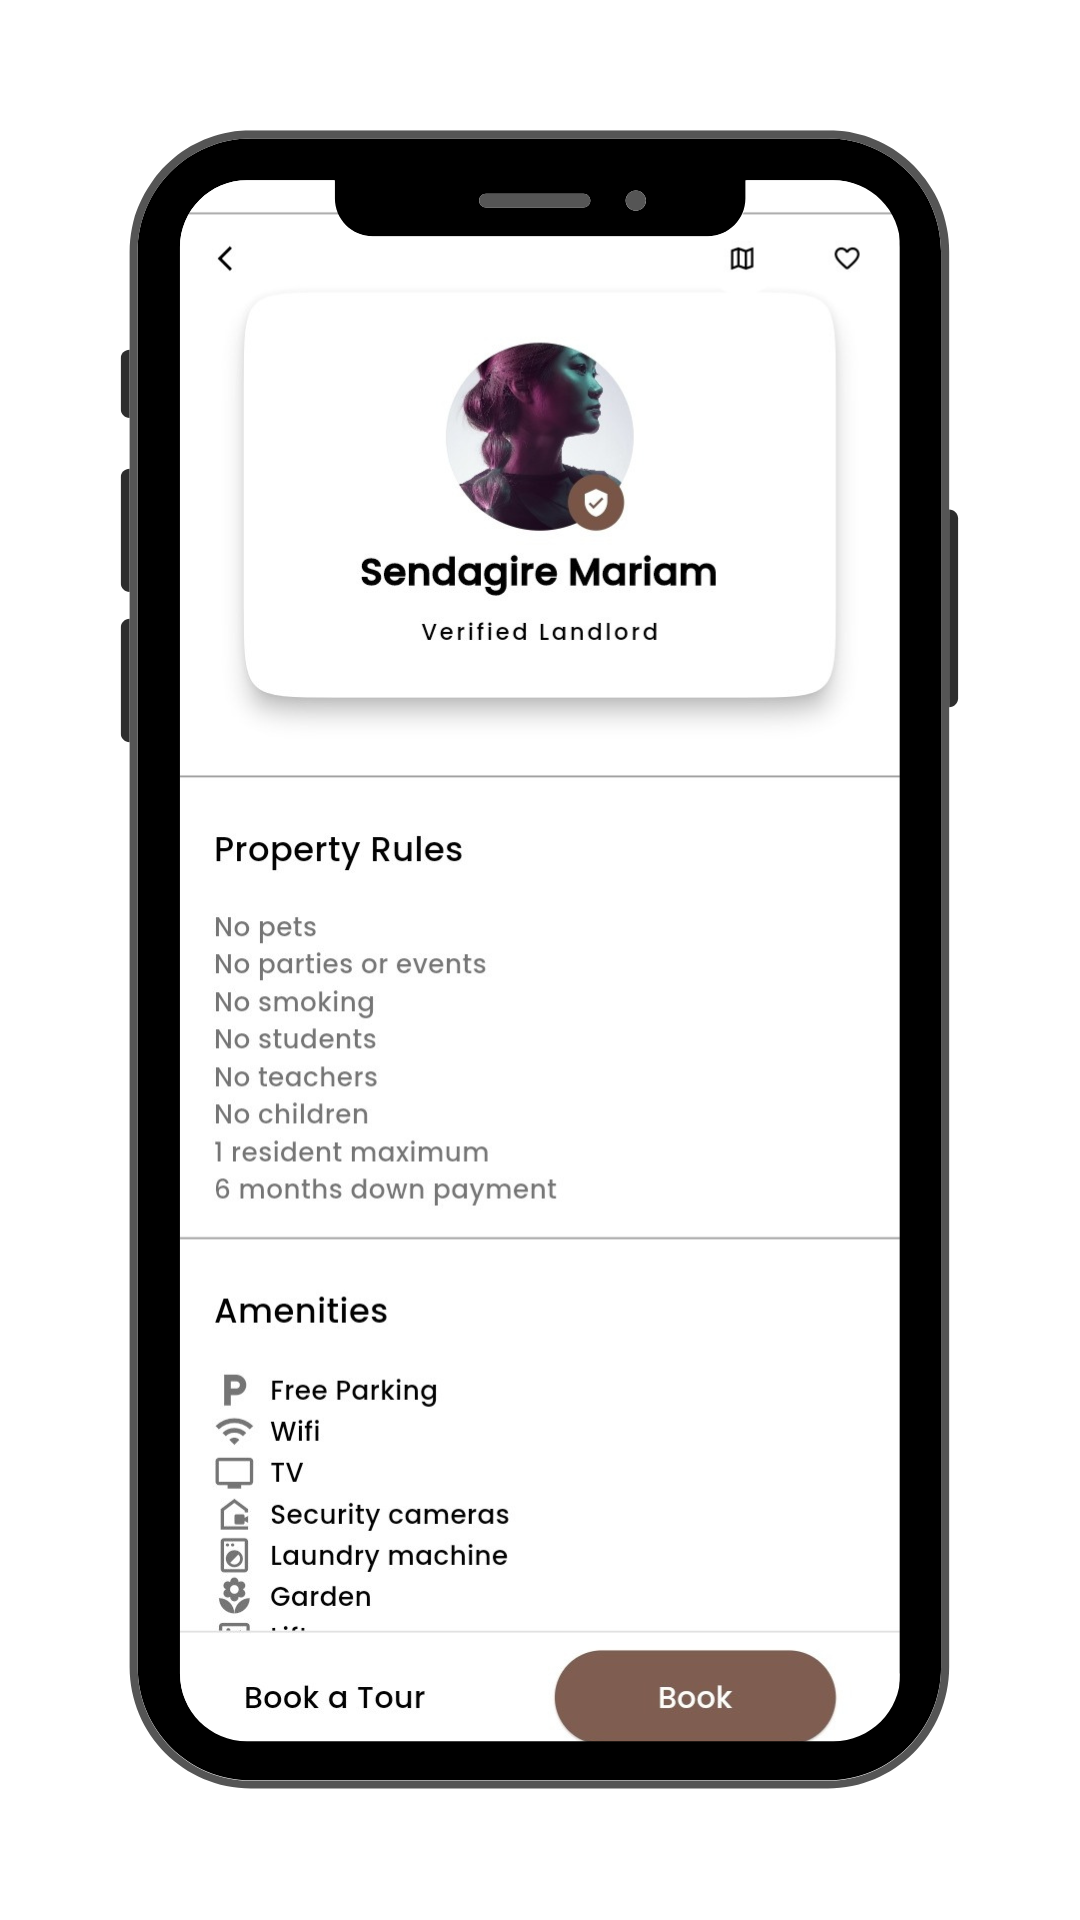 Sendagire Mariam
Verified Landlord
Property Rules
No pets
No parties or events
No smoking
No students
No teachers
No children
1 resident maximum
6 months down payment
Amenities
P Free Parking
Wifi
TV
Security cameras
Laundry machine
Garden
Lift
Book a Tour
Book